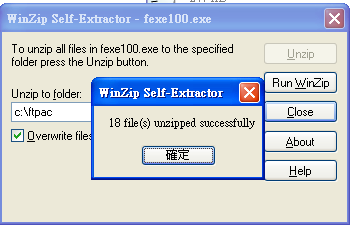 WinZip Self-Extractor - fexe100.exe
To unzip all files in fexe100.exe to the specified
folder press the Unzip button.
Unzip to folder:
c:\ftpac
Overwrite files
Unzip
Run WinZip
Close
About
Help
WinZip Self-Extractor
18 file(s) unzipped successfully
確定